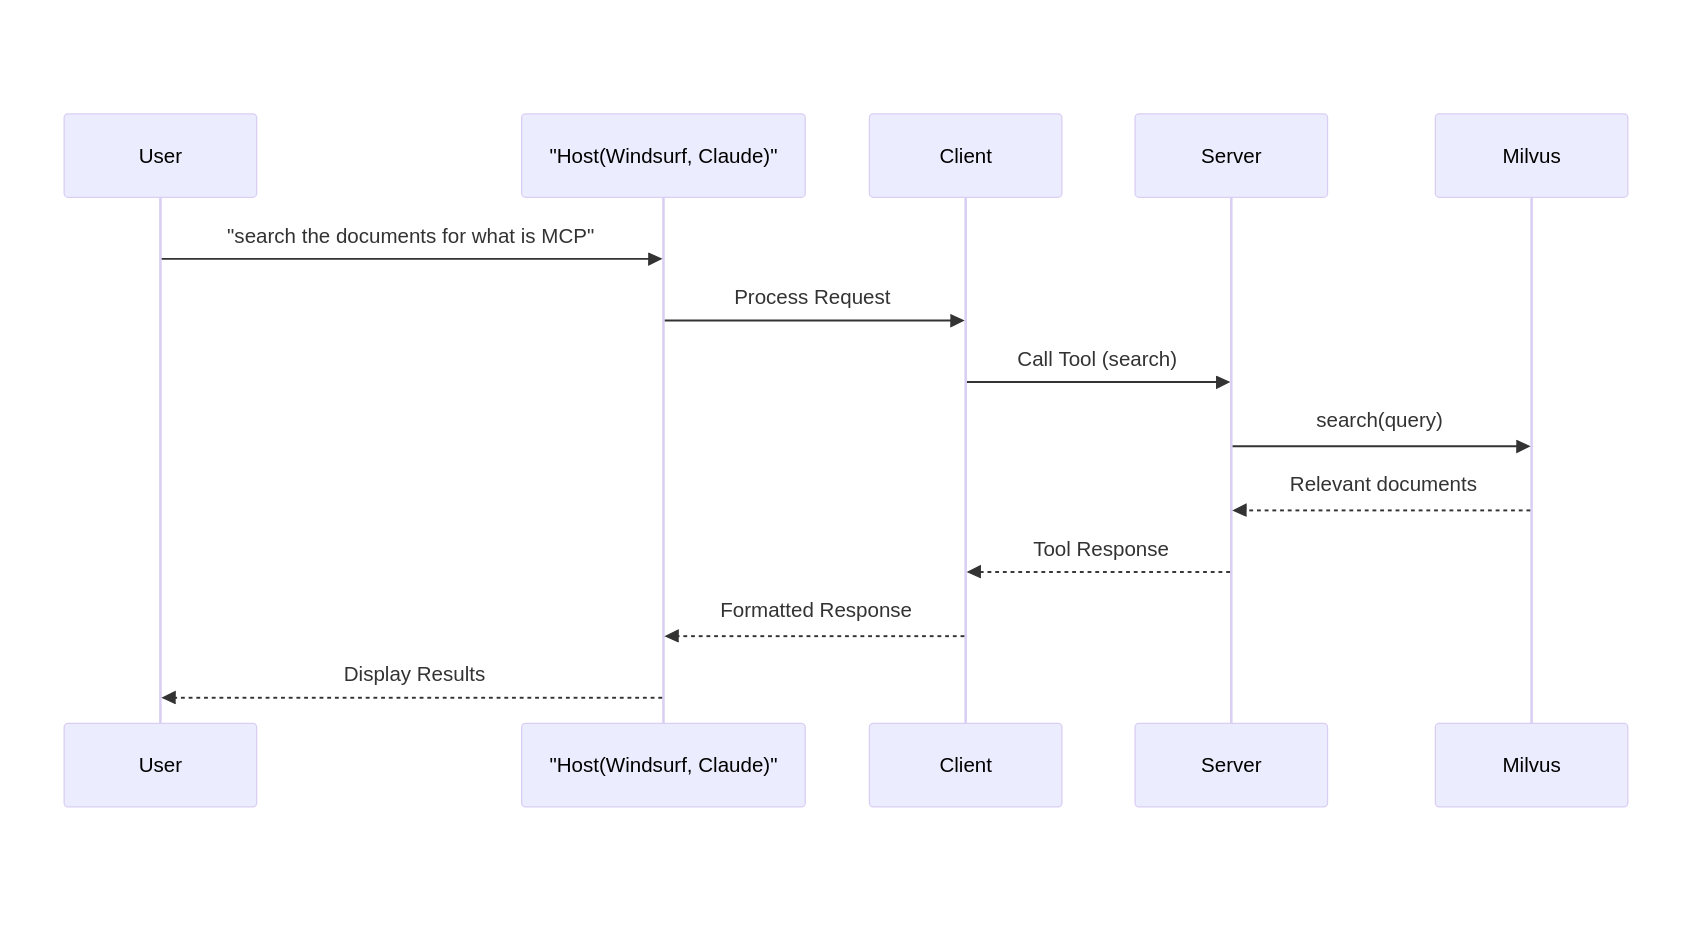 User
"Host(Windsurf, Claude)"
Client
Server
Milvus
"search the documents for what is MCP"
Process Request
Call Tool (search)
search(query)
Relevant documents
Tool Response
Formatted Response
Display Results
User
"Host(Windsurf, Claude)"
Client
Server
Milvus